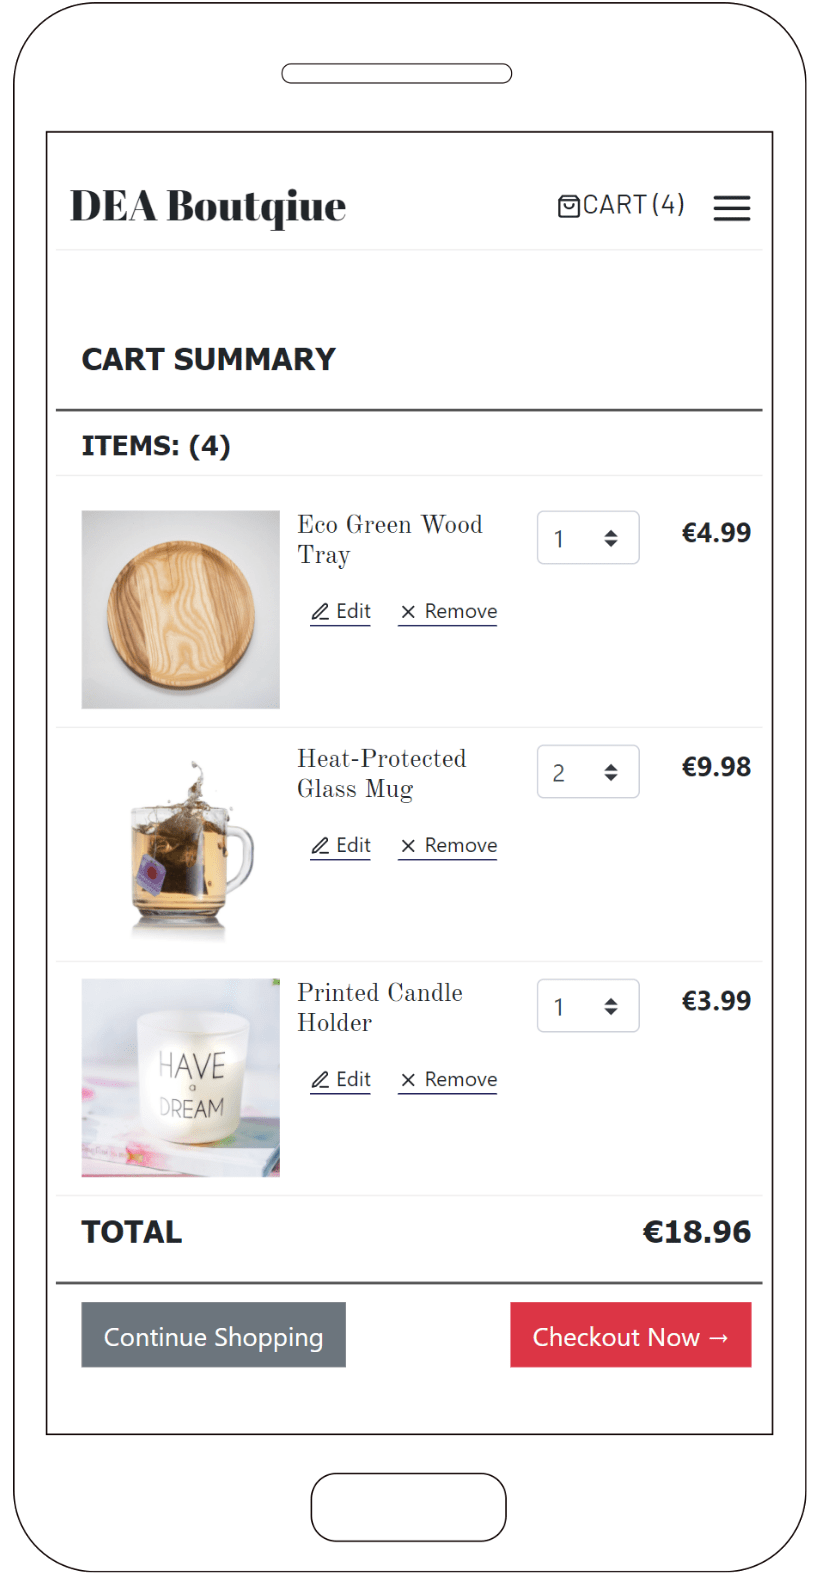 DEA Boutqiue
CART (4)
CART SUMMARY
ITEMS: (4)
Eco Green Wood
Tray
1
€4.99
Edit
Remove
Heat-Protected
Glass Mug
2
€9.98
Edit
Remove
Printed Candle
Holder
1
€3.99
Edit
Remove
HAVE
a
DREAM
TOTAL
€18.96
Continue Shopping
Checkout Now →